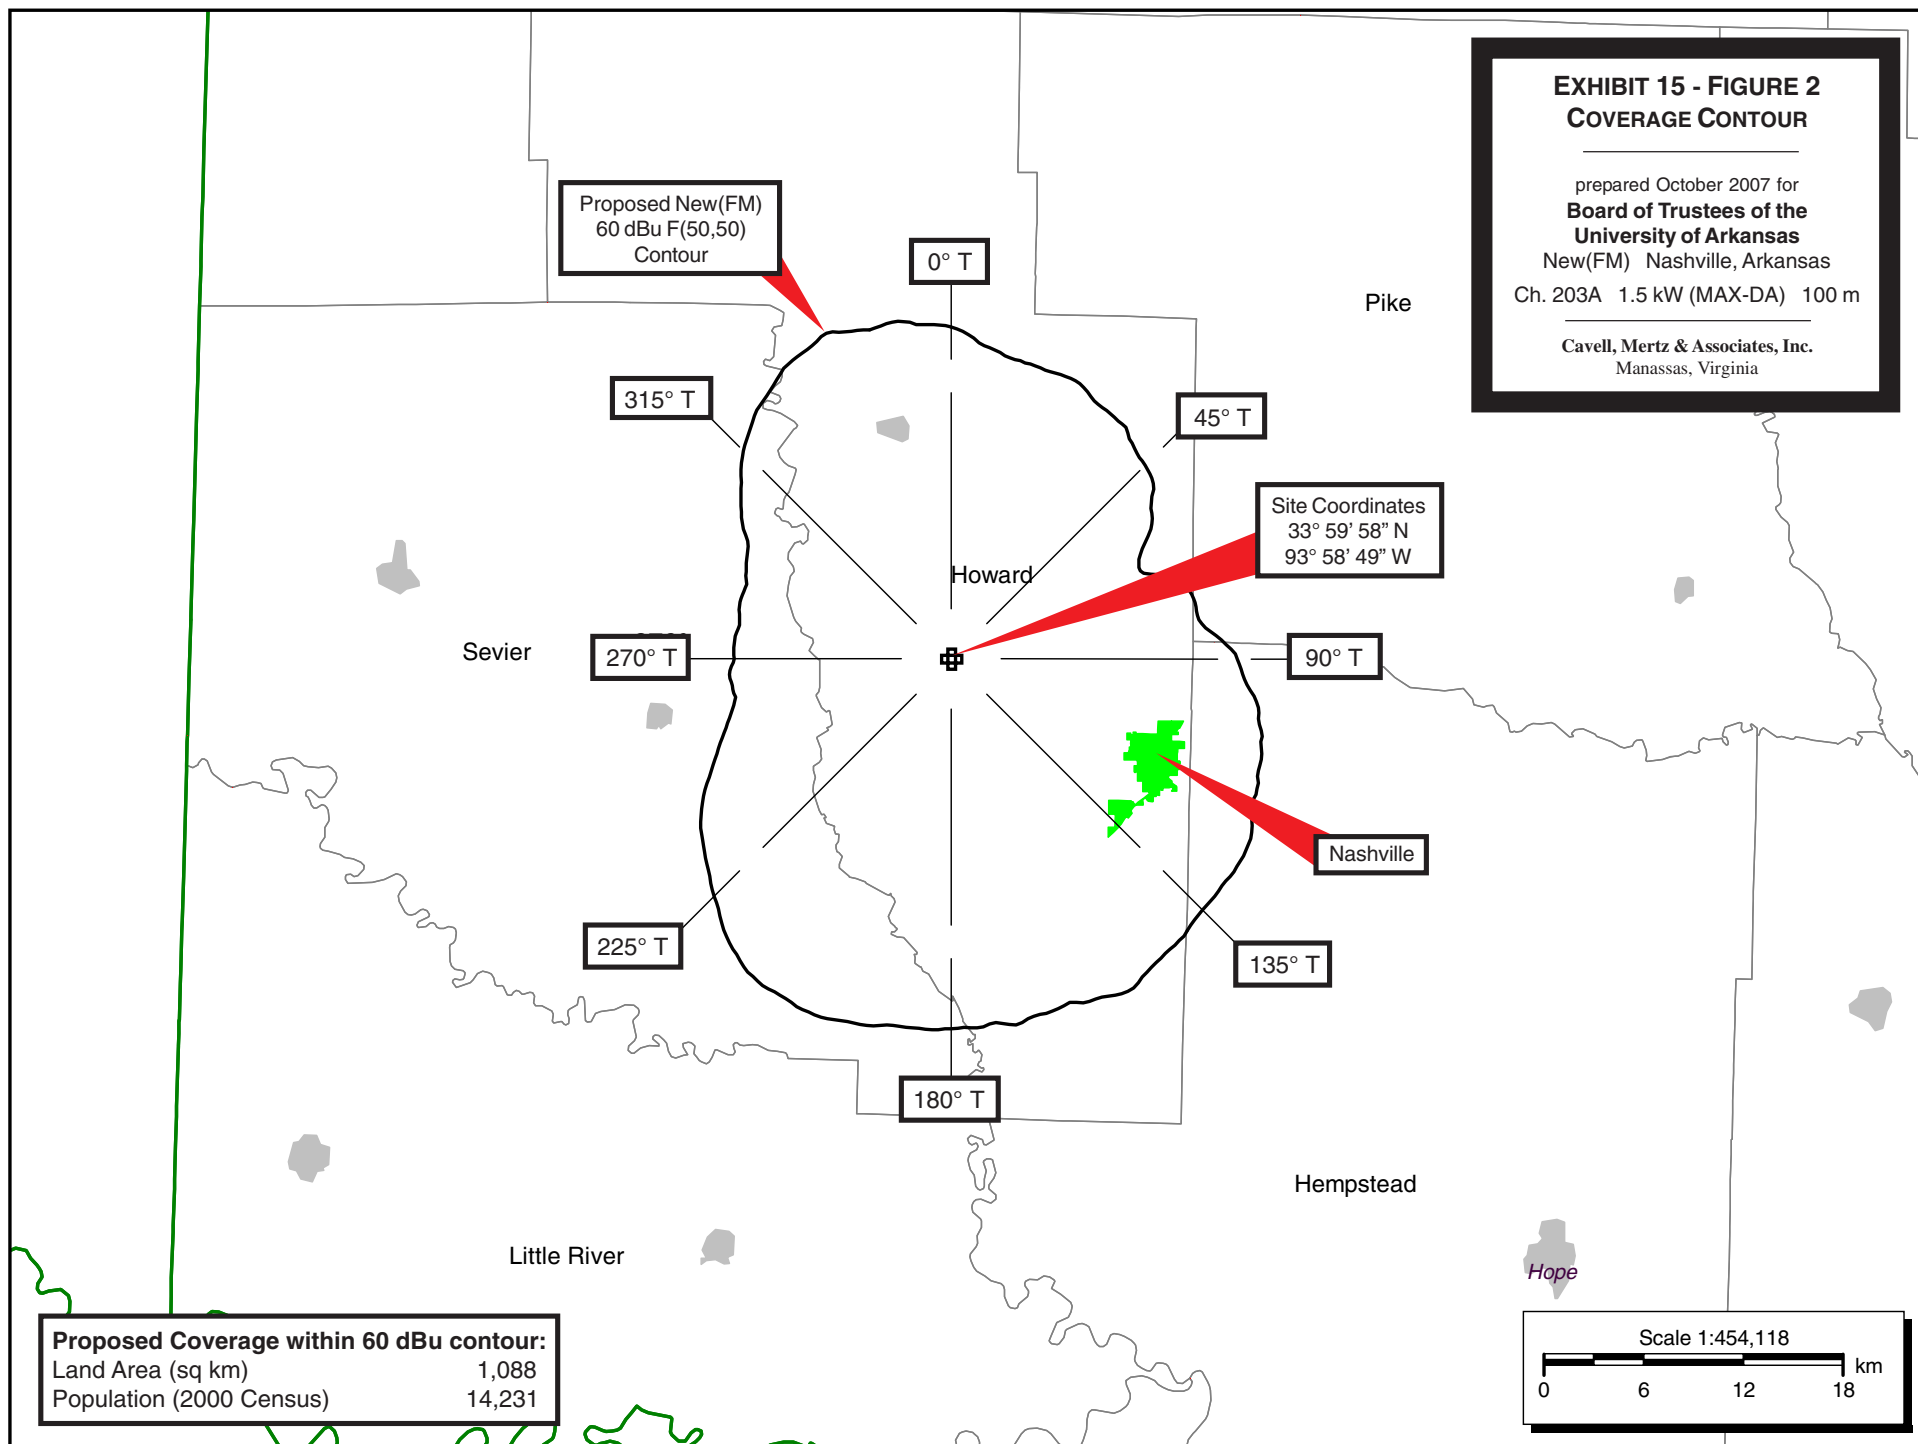 EXHIBIT 15 - FIGURE 2
COVERAGE CONTOUR
prepared October 2007 for
Board of Trustees of the
University of Arkansas
New(FM) Nashville, Arkansas
Ch. 203A 1.5 kW (MAX-DA) 100 m
Cavell, Mertz & Associates, Inc.
Manassas, Virginia
Proposed New(FM)
60 dBu F(50,50)
Contour
0° T
Pike
315° T
45° T
Site Coordinates
33° 59’ 58” N
93° 58’ 49” W
Howard
Sevier
270° T
90° T
Nashville
225° T
135° T
180° T
Hempstead
Little River
Hope
Proposed Coverage within 60 dBu contour:
Land Area (sq km) 1,088
Population (2000 Census) 14,231
Scale 1:454,118
km
0 6 12 18